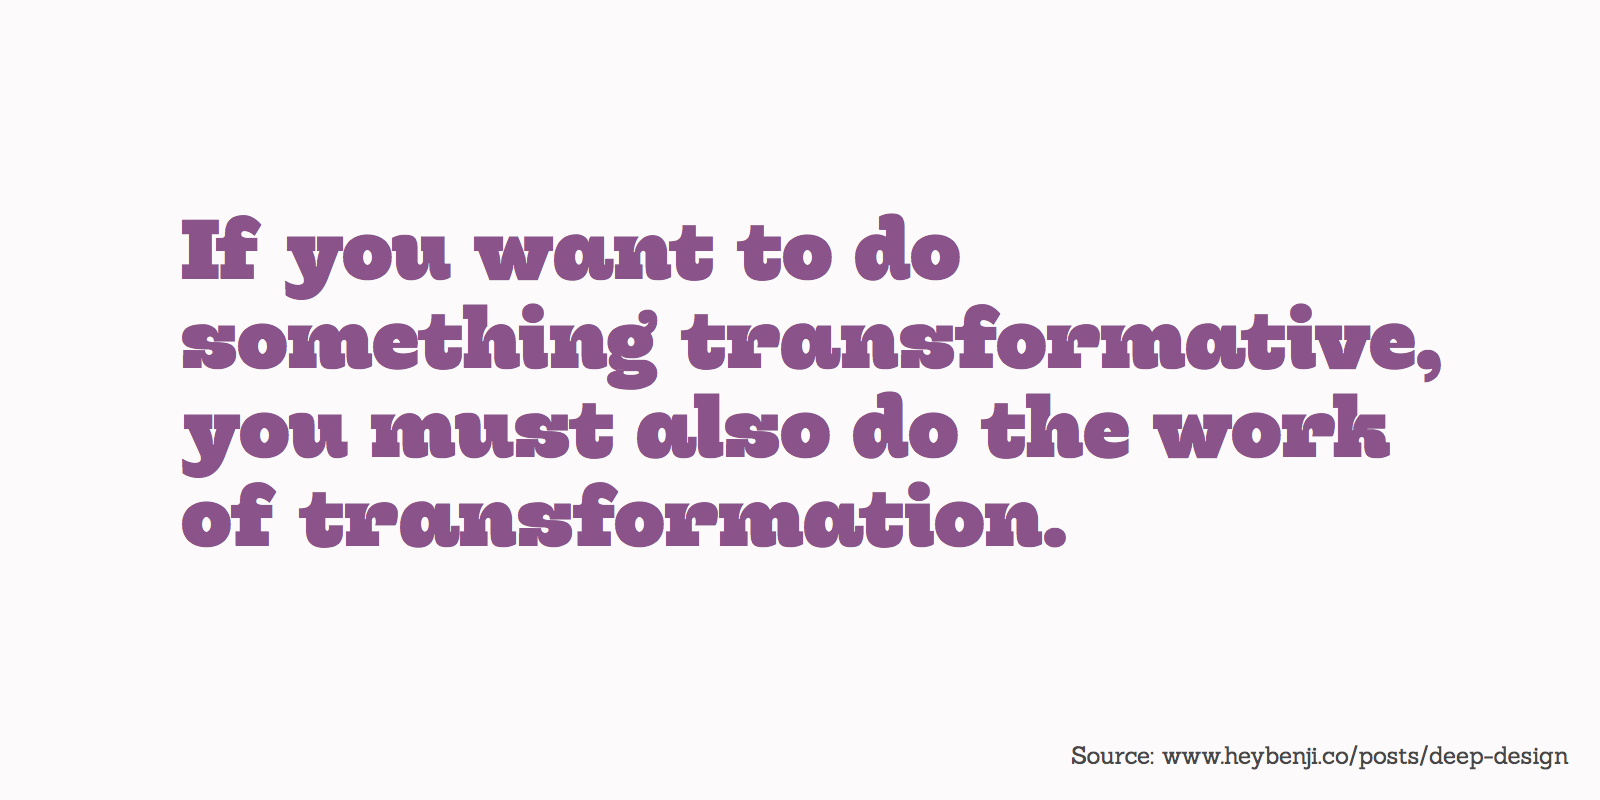 If you want to do
something transformative,
you must also do the work
of transformation.
Source: www.heybenji.co/posts/deep-design